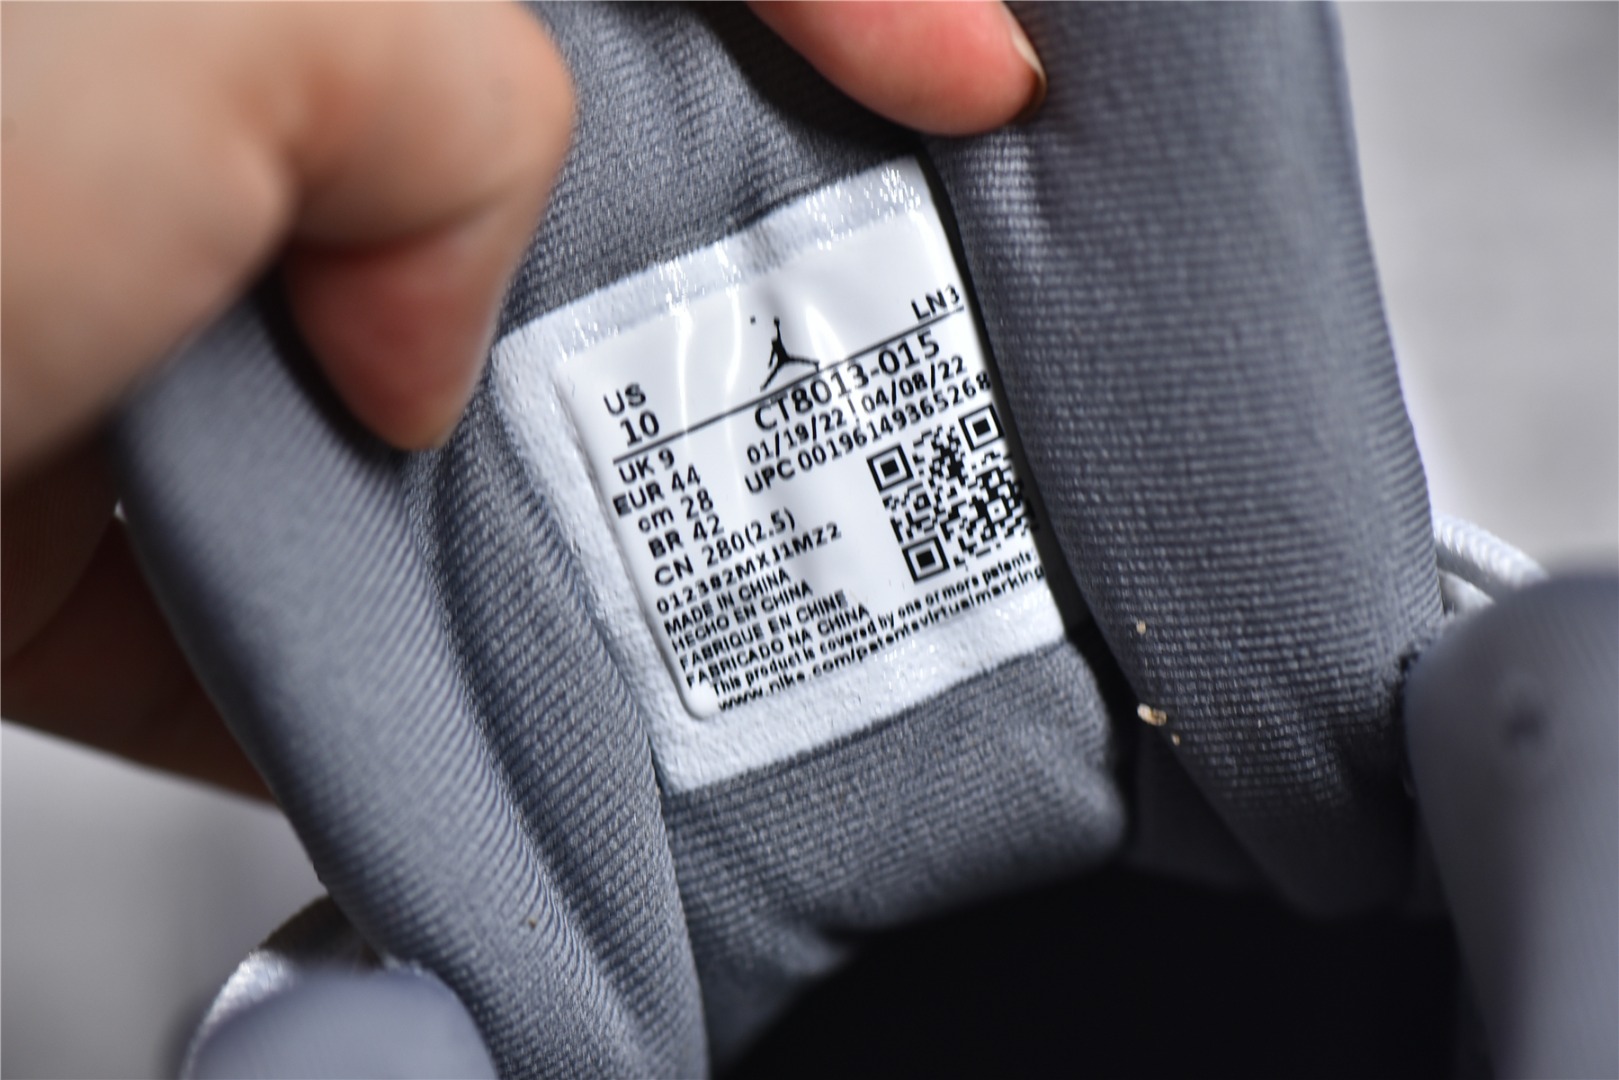 LN3
US
10
CT8013-015
UK 9
01/19/22 | 04/08/22
EUR 44
UPC 00196149365268
cm 28
BR 42
CN 280(2.5)
012382MXJ1MZ2
MADE IN CHINA
HECHO EN CHINA
FABRIQUE EN CHINE
FABRICADO NA CHINA
This product is covered by one or more patents
www.nike.com/patentsvirtualmarking